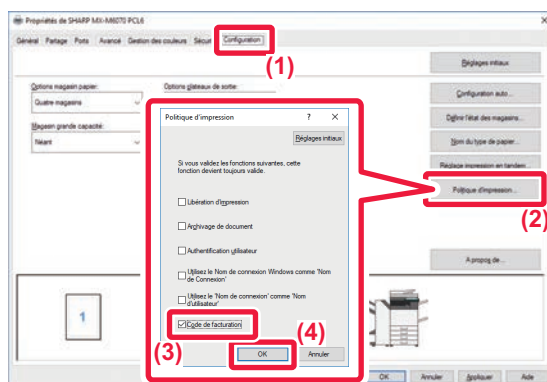 Propriétés de SHARP MX-M6070 PCL6
Général Partage Ports Avancé Gestion des couleurs Sécurité Configuration
(1)
Réglages initiaux
Options magasin papier:
Options plateaux de sortie:
Quatre magasins
Configuration auto...
Magasin grande capacité:
Néant
Définir l'état des magasins...
Nom du type de papier...
Réglage impression en tandem...
Politique d'impression...
(2)
A propos de...
Politique d'impression ? X
Réglages initiaux
Si vous validez les fonctions suivantes, cette
fonction devient toujours valide.
Libération d'impression
Archivage de document
Authentification utilisateur
Utilisez le Nom de connexion Windows comme 'Nom
de Connexion'
Utilisez le 'Nom de connexion' comme 'Nom
d'utilisateur'
Code de facturation
(3)
(4)
OK Annuler
1
OK Annuler Appliquer Aide